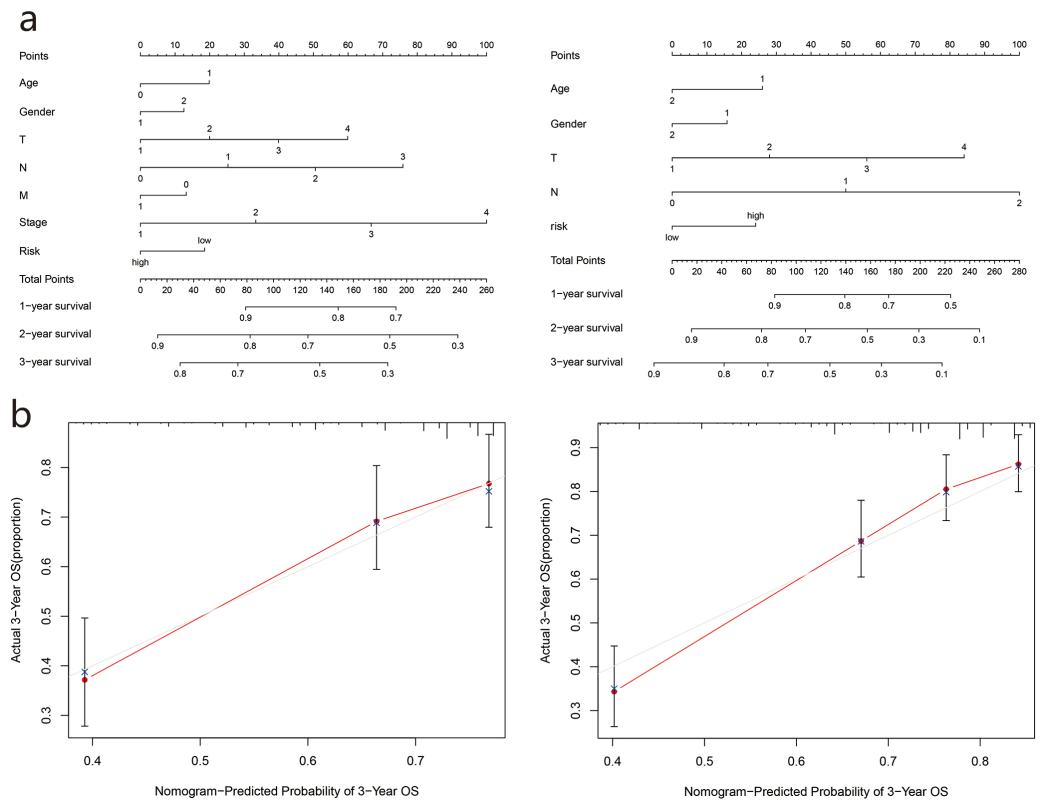 a
Points
0 10 20 30 40 50 60 70 80 90 100
Age
1
0
Gender
2
1
T
2 4
1 3
N
1 3
0 2
M
0
1
Stage
2 4
1 3
Risk
low
high
Total Points
0 20 40 60 80 100 120 140 160 180 200 220 240 260
1−year survival
0.9 0.8 0.7
2−year survival
0.9 0.8 0.7 0.5 0.3
3−year survival
0.8 0.7 0.5 0.3
Points
0 10 20 30 40 50 60 70 80 90 100
Age
1
2
Gender
1
2
T
2 4
1 3
N
1
0 2
risk
high
low
Total Points
0 20 40 60 80 100 120 140 160 180 200 220 240 260 280
1−year survival
0.9 0.8 0.7 0.5
2−year survival
0.9 0.8 0.7 0.5 0.3 0.1
3−year survival
0.9 0.8 0.7 0.5 0.3 0.1
b
Actual 3−Year OS(proportion)
0.8
0.7
0.6
0.5
0.4
0.3
0.4 0.5 0.6 0.7
Nomogram−Predicted Probability of 3−Year OS
Actual 3−Year OS(proportion)
0.9
0.8
0.7
0.6
0.5
0.4
0.3
0.4 0.5 0.6 0.7 0.8
Nomogram−Predicted Probability of 3−Year OS